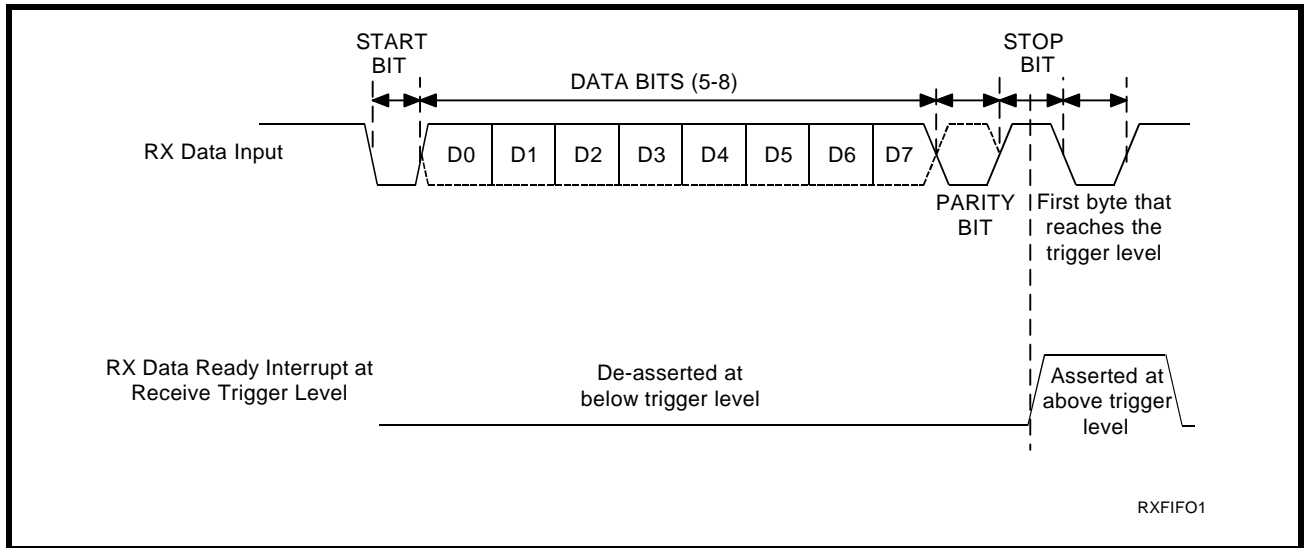 START
BIT
DATA BITS (5-8)
STOP
BIT
RX Data Input
D0 D1 D2 D3 D4 D5 D6 D7
PARITY
BIT
First byte that
reaches the
trigger level
RX Data Ready Interrupt at
Receive Trigger Level
De-asserted at
below trigger level
Asserted at
above trigger
level
RXFIFO1